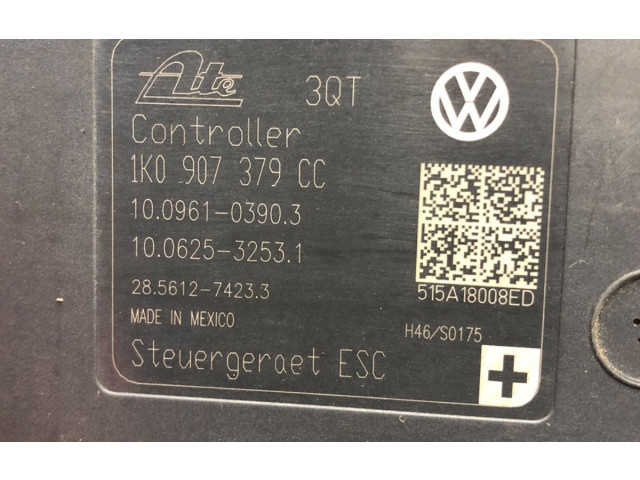 Ate 3QT
Controller
1K0 907 379 CC
10.0961-0390.3
10.0625-3253.1
28.5612-7423.3
515A18008ED
MADE IN MEXICO
H46/S0175
Steuergeraet ESC